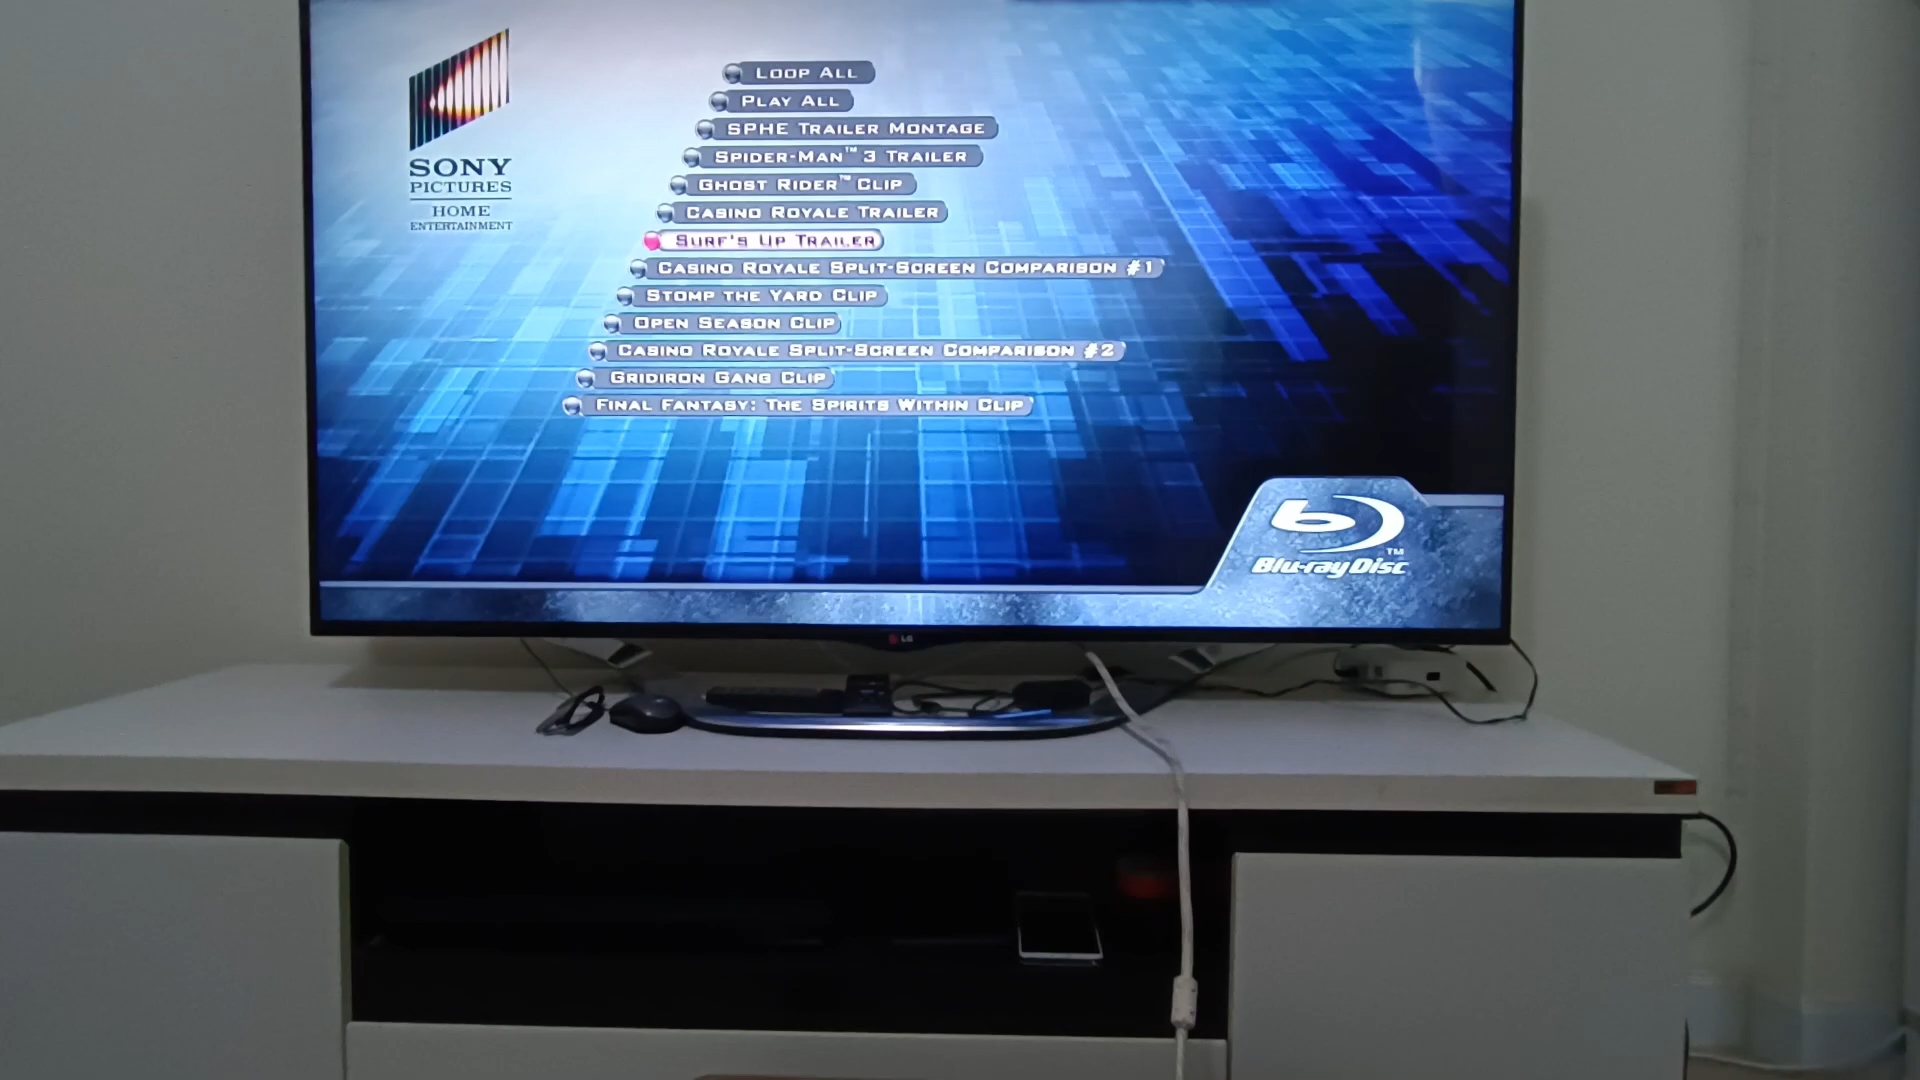 SONY
PICTURES
HOME
ENTERTAINMENT
LOOP ALL
PLAY ALL
SPHE TRAILER MONTAGE
SPIDER-MAN™ 3 TRAILER
GHOST RIDER™ CLIP
CASINO ROYALE TRAILER
SURF'S UP TRAILER
CASINO ROYALE SPLIT-SCREEN COMPARISON #1
STOMP THE YARD CLIP
OPEN SEASON CLIP
CASINO ROYALE SPLIT-SCREEN COMPARISON #2
GRIDIRON GANG CLIP
FINAL FANTASY: THE SPIRITS WITHIN CLIP
TM
Blu-ray Disc
LG